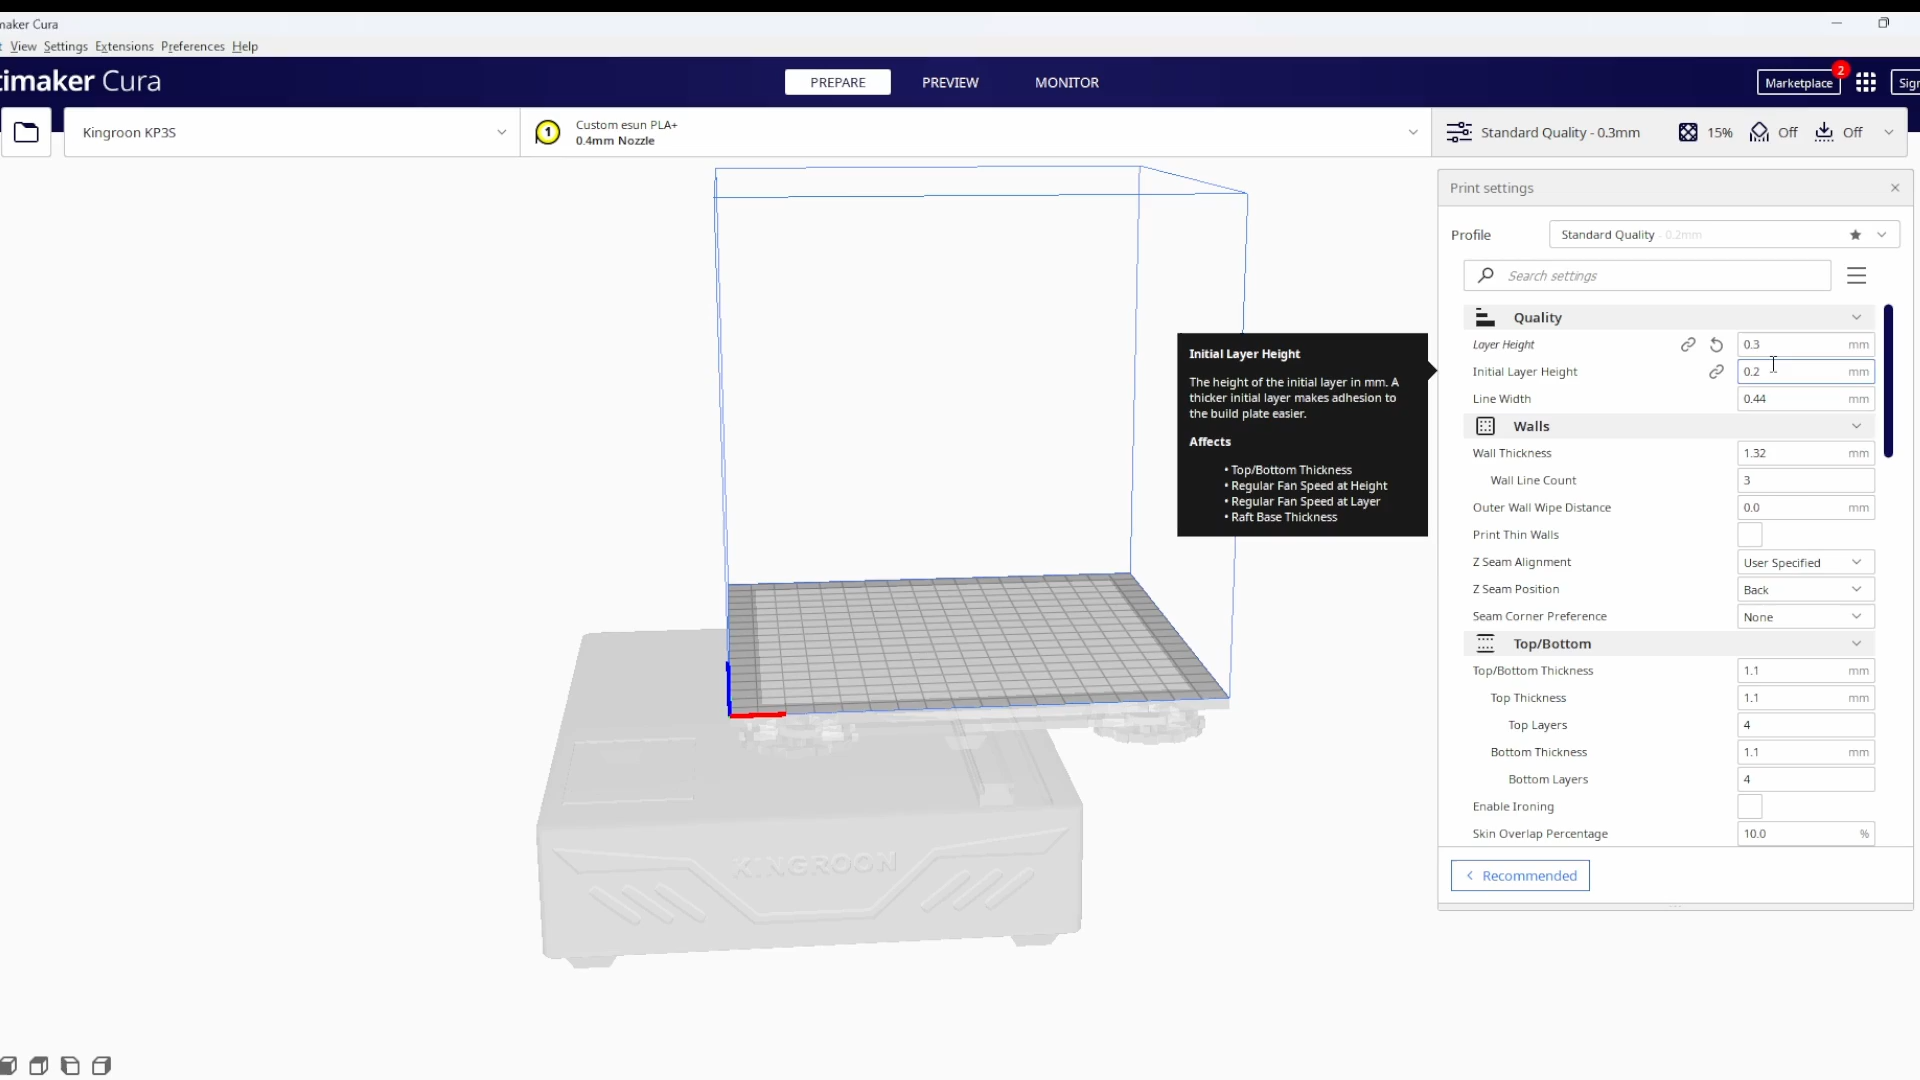 maker Cura
View Settings Extensions Preferences Help
timaker Cura
PREPARE
PREVIEW
MONITOR
Marketplace
2
Sign
Kingroon KP3S
1
Custom esun PLA+
0.4mm Nozzle
Standard Quality - 0.3mm
15%
Off
Off
Print settings
Profile
Standard Quality - 0.2mm
Search settings
Quality
Layer Height 0.3 mm
Initial Layer Height 0.2 mm
Line Width 0.44 mm
Walls
Wall Thickness 1.32 mm
Wall Line Count 3
Outer Wall Wipe Distance 0.0 mm
Print Thin Walls
Z Seam Alignment User Specified
Z Seam Position Back
Seam Corner Preference None
Top/Bottom
Top/Bottom Thickness 1.1 mm
Top Thickness 1.1 mm
Top Layers 4
Bottom Thickness 1.1 mm
Bottom Layers 4
Enable Ironing
Skin Overlap Percentage 10.0 %
Recommended
Initial Layer Height
The height of the initial layer in mm. A
thicker initial layer makes adhesion to
the build plate easier.
Affects
• Top/Bottom Thickness
• Regular Fan Speed at Height
• Regular Fan Speed at Layer
• Raft Base Thickness
KINGROON